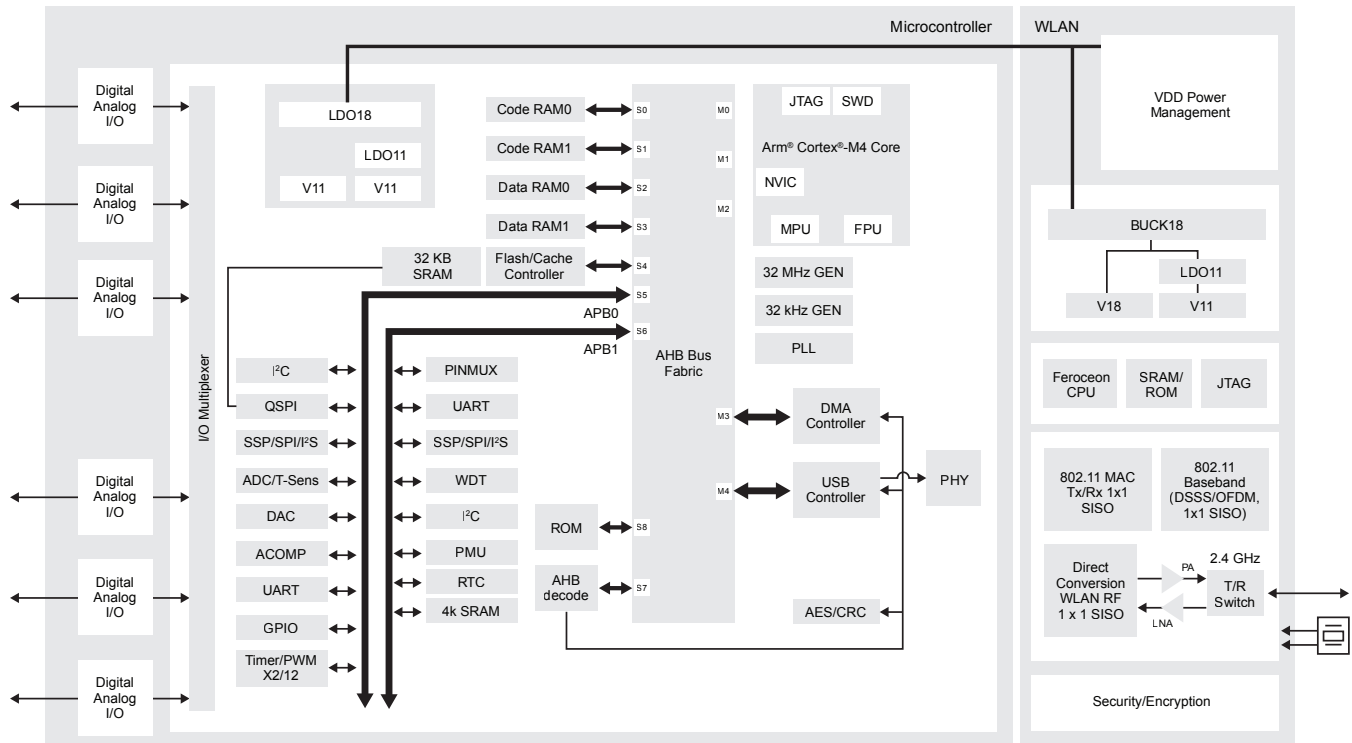 Microcontroller
WLAN
Digital
Analog
I/O
Digital
Analog
I/O
Digital
Analog
I/O
Digital
Analog
I/O
Digital
Analog
I/O
Digital
Analog
I/O
I/O Multiplexer
LDO18
LDO11
V11
V11
Code RAM0
Code RAM1
Data RAM0
Data RAM1
32 KB
SRAM
Flash/Cache
Controller
APB0
APB1
I²C
QSPI
SSP/SPI/I²S
ADC/T-Sens
DAC
ACOMP
UART
GPIO
Timer/PWM
X2/12
PINMUX
UART
SSP/SPI/I²S
WDT
I²C
PMU
RTC
4k SRAM
ROM
AHB
decode
S0
S1
S2
S3
S4
S5
S6
S8
S7
AHB Bus
Fabric
M0
M1
M2
M3
M4
JTAG
SWD
Arm® Cortex®-M4 Core
NVIC
MPU
FPU
32 MHz GEN
32 kHz GEN
PLL
DMA
Controller
USB
Controller
PHY
AES/CRC
VDD Power
Management
BUCK18
LDO11
V18
V11
Feroceon
CPU
SRAM/
ROM
JTAG
802.11 MAC
Tx/Rx 1x1
SISO
802.11
Baseband
(DSSS/OFDM,
1x1 SISO)
Direct
Conversion
WLAN RF
1 x 1 SISO
PA
LNA
2.4 GHz
T/R
Switch
Security/Encryption